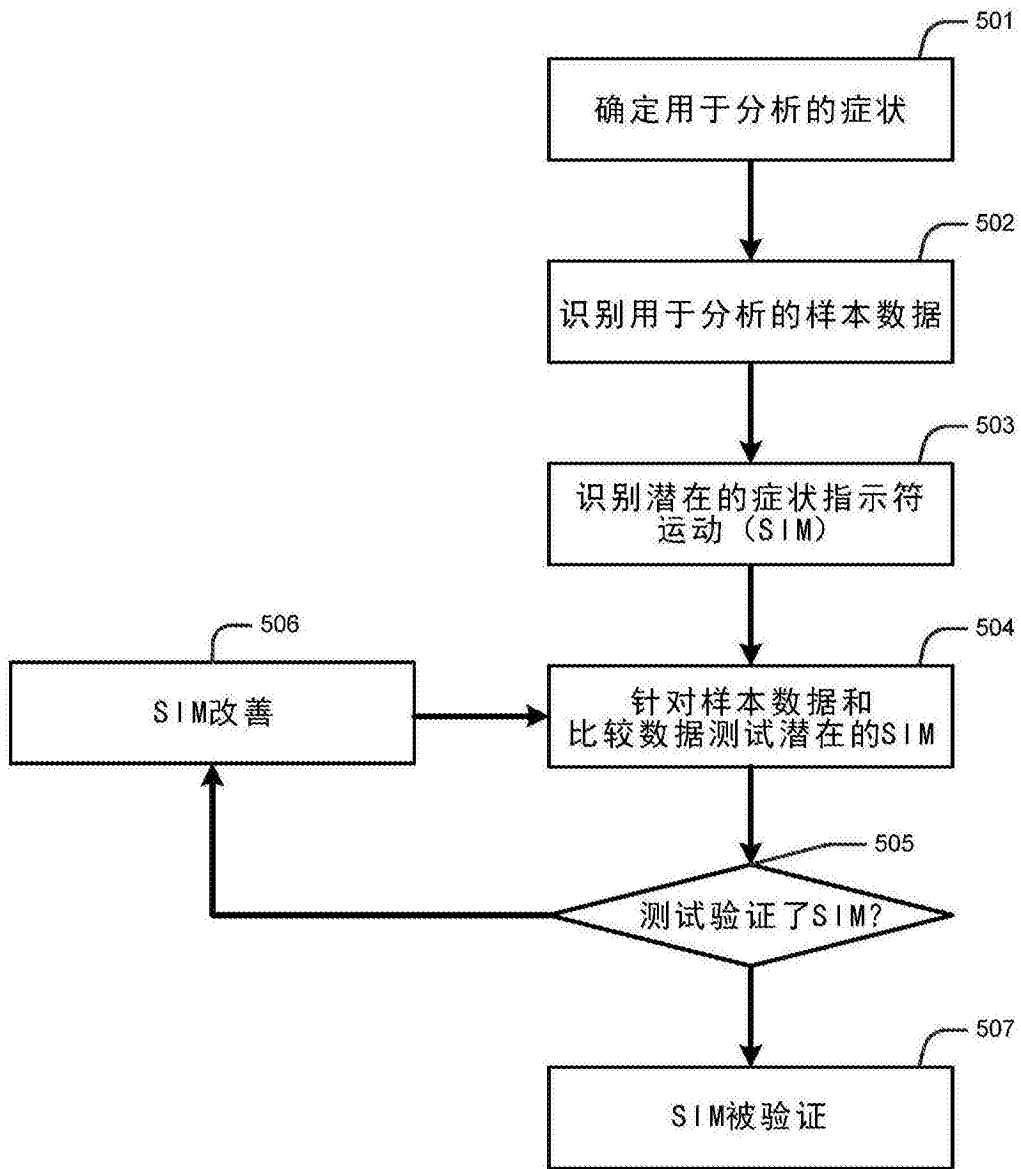 501
确定用于分析的症状
502
识别用于分析的样本数据
503
识别潜在的症状指示符
运动（SIM）
504
针对样本数据和
比较数据测试潜在的SIM
506
SIM改善
505
测试验证了SIM?
507
SIM被验证